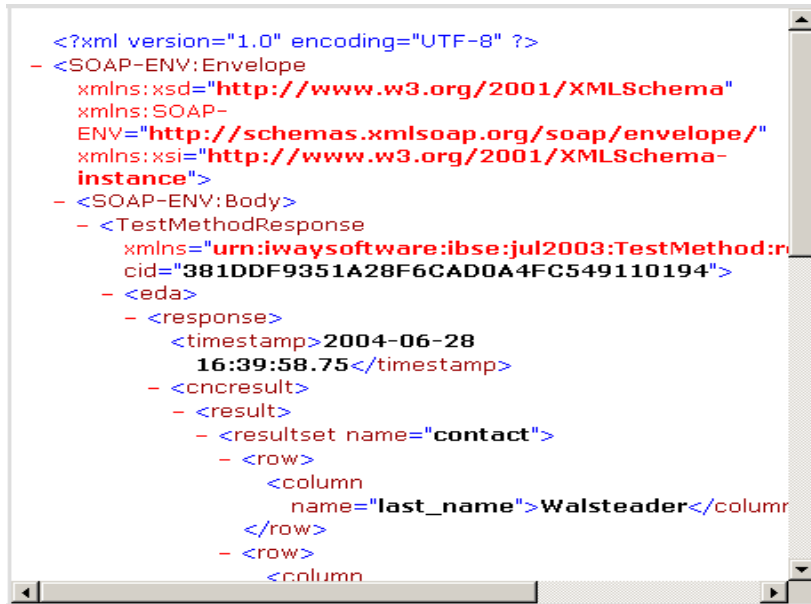 <?xml version="1.0" encoding="UTF-8" ?>
– <SOAP-ENV:Envelope
xmlns:xsd="http://www.w3.org/2001/XMLSchema"
xmlns:SOAP-
ENV="http://schemas.xmlsoap.org/soap/envelope/"
xmlns:xsi="http://www.w3.org/2001/XMLSchema-
instance">
– <SOAP-ENV:Body>
– <TestMethodResponse
xmlns="urn:iwaysoftware:ibse:jul2003:TestMethod:r
cid="381DDF9351A28F6CAD0A4FC549110194">
– <eda>
– <response>
<timestamp>2004-06-28
16:39:58.75</timestamp>
– <cncresult>
– <result>
– <resultset name="contact">
– <row>
<column
name="last_name">Walsteader</column
</row>
– <row>
<column